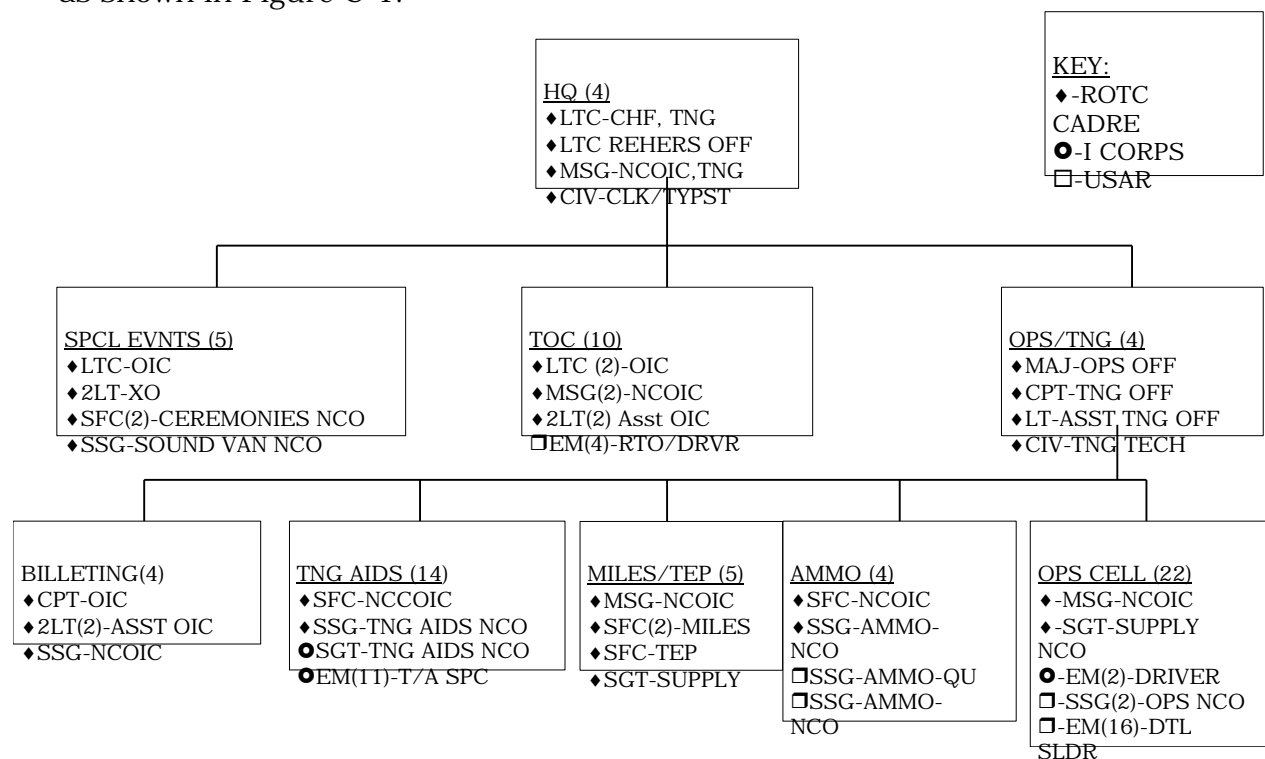 as shown in Figure C-1.
HQ (4)
♦LTC-CHF, TNG
♦LTC REHERS OFF
♦MSG-NCOIC,TNG
♦CIV-CLK/TYPST
KEY:
♦-ROTC
CADRE
⭘-I CORPS
❒-USAR
SPCL EVNTS (5)
♦LTC-OIC
♦2LT-XO
♦SFC(2)-CEREMONIES NCO
♦SSG-SOUND VAN NCO
TOC (10)
♦LTC (2)-OIC
♦MSG(2)-NCOIC
♦2LT(2) Asst OIC
❒EM(4)-RTO/DRVR
OPS/TNG (4)
♦MAJ-OPS OFF
♦CPT-TNG OFF
♦LT-ASST TNG OFF
♦CIV-TNG TECH
BILLETING(4)
♦CPT-OIC
♦2LT(2)-ASST OIC
♦SSG-NCOIC
TNG AIDS (14)
♦SFC-NCCOIC
♦SSG-TNG AIDS NCO
⭘SGT-TNG AIDS NCO
⭘EM(11)-T/A SPC
MILES/TEP (5)
♦MSG-NCOIC
♦SFC(2)-MILES
♦SFC-TEP
♦SGT-SUPPLY
AMMO (4)
♦SFC-NCOIC
♦SSG-AMMO-
NCO
❒SSG-AMMO-QU
❒SSG-AMMO-
NCO
OPS CELL (22)
♦-MSG-NCOIC
♦-SGT-SUPPLY
NCO
⭘-EM(2)-DRIVER
❒-SSG(2)-OPS NCO
❒-EM(16)-DTL
SLDR